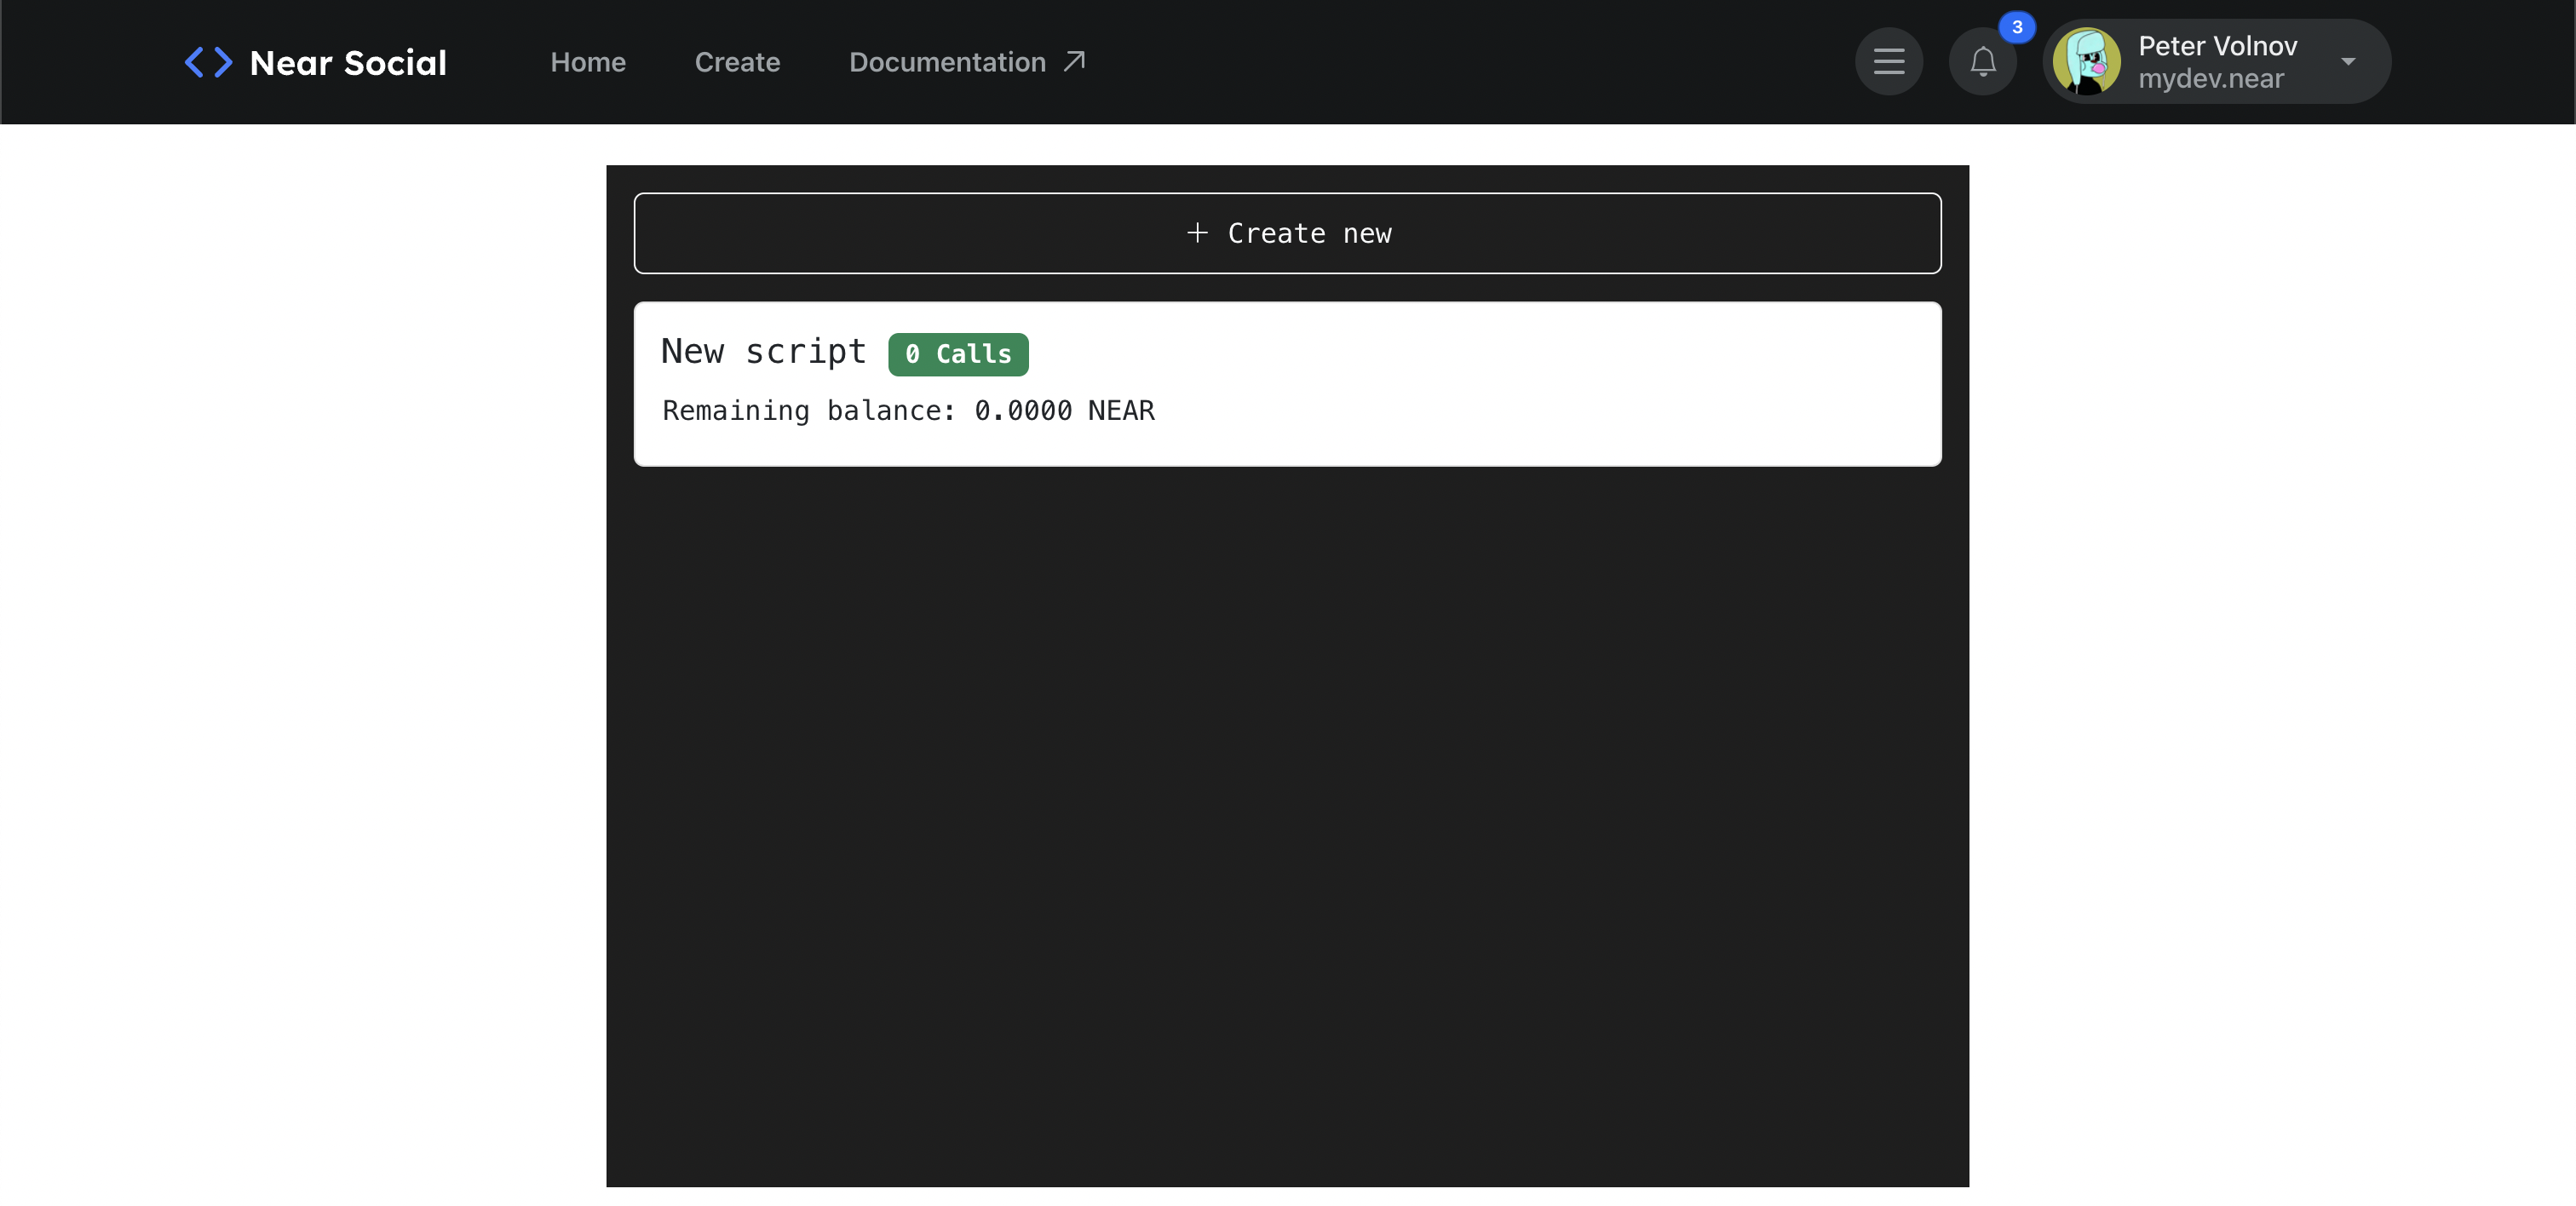 Near Social
Home
Create
Documentation
3
Peter Volnov
mydev.near
Create new
New script
0 Calls
Remaining balance: 0.0000 NEAR